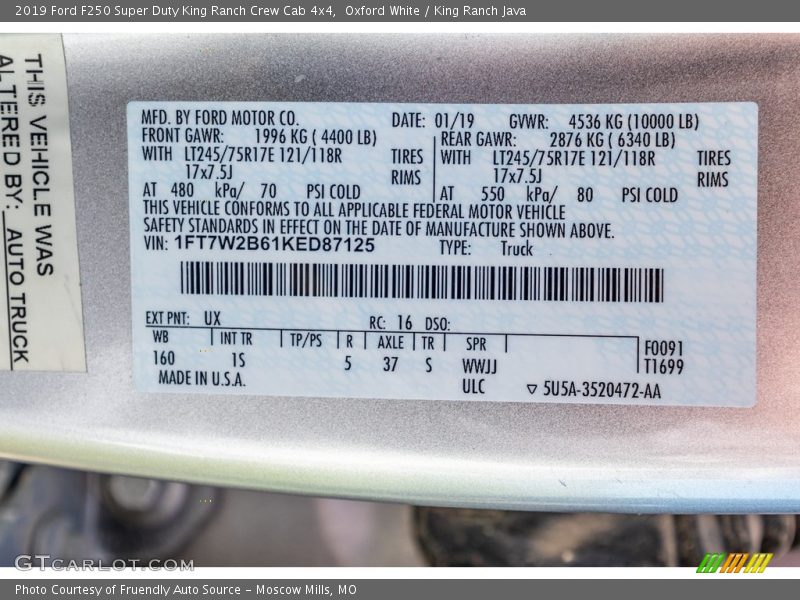 2019 Ford F250 Super Duty King Ranch Crew Cab 4x4,  Oxford White / King Ranch Java
THIS VEHICLE WAS
ALTERED BY: AUTO TRUCK
MFD. BY FORD MOTOR CO. DATE: 01/19 GVWR: 4536 KG (10000 LB)
FRONT GAWR: 1996 KG ( 4400 LB) REAR GAWR: 2876 KG ( 6340 LB)
WITH LT245/75R17E 121/118R TIRES WITH LT245/75R17E 121/118R TIRES
17x7.5J RIMS 17x7.5J RIMS
AT 480 kPa/ 70 PSI COLD AT 550 kPa/ 80 PSI COLD
THIS VEHICLE CONFORMS TO ALL APPLICABLE FEDERAL MOTOR VEHICLE
SAFETY STANDARDS IN EFFECT ON THE DATE OF MANUFACTURE SHOWN ABOVE.
VIN: 1FT7W2B61KED87125 TYPE: Truck
EXT PNT: UX RC: 16 DSO:
WB INT TR TP/PS R AXLE TR SPR F0091
160 1S 5 37 S WWJJ T1699
MADE IN U.S.A. ULC ▽ 5U5A-3520472-AA
GTCarLot.com
Photo Courtesy of Fruendly Auto Source - Moscow Mills, MO